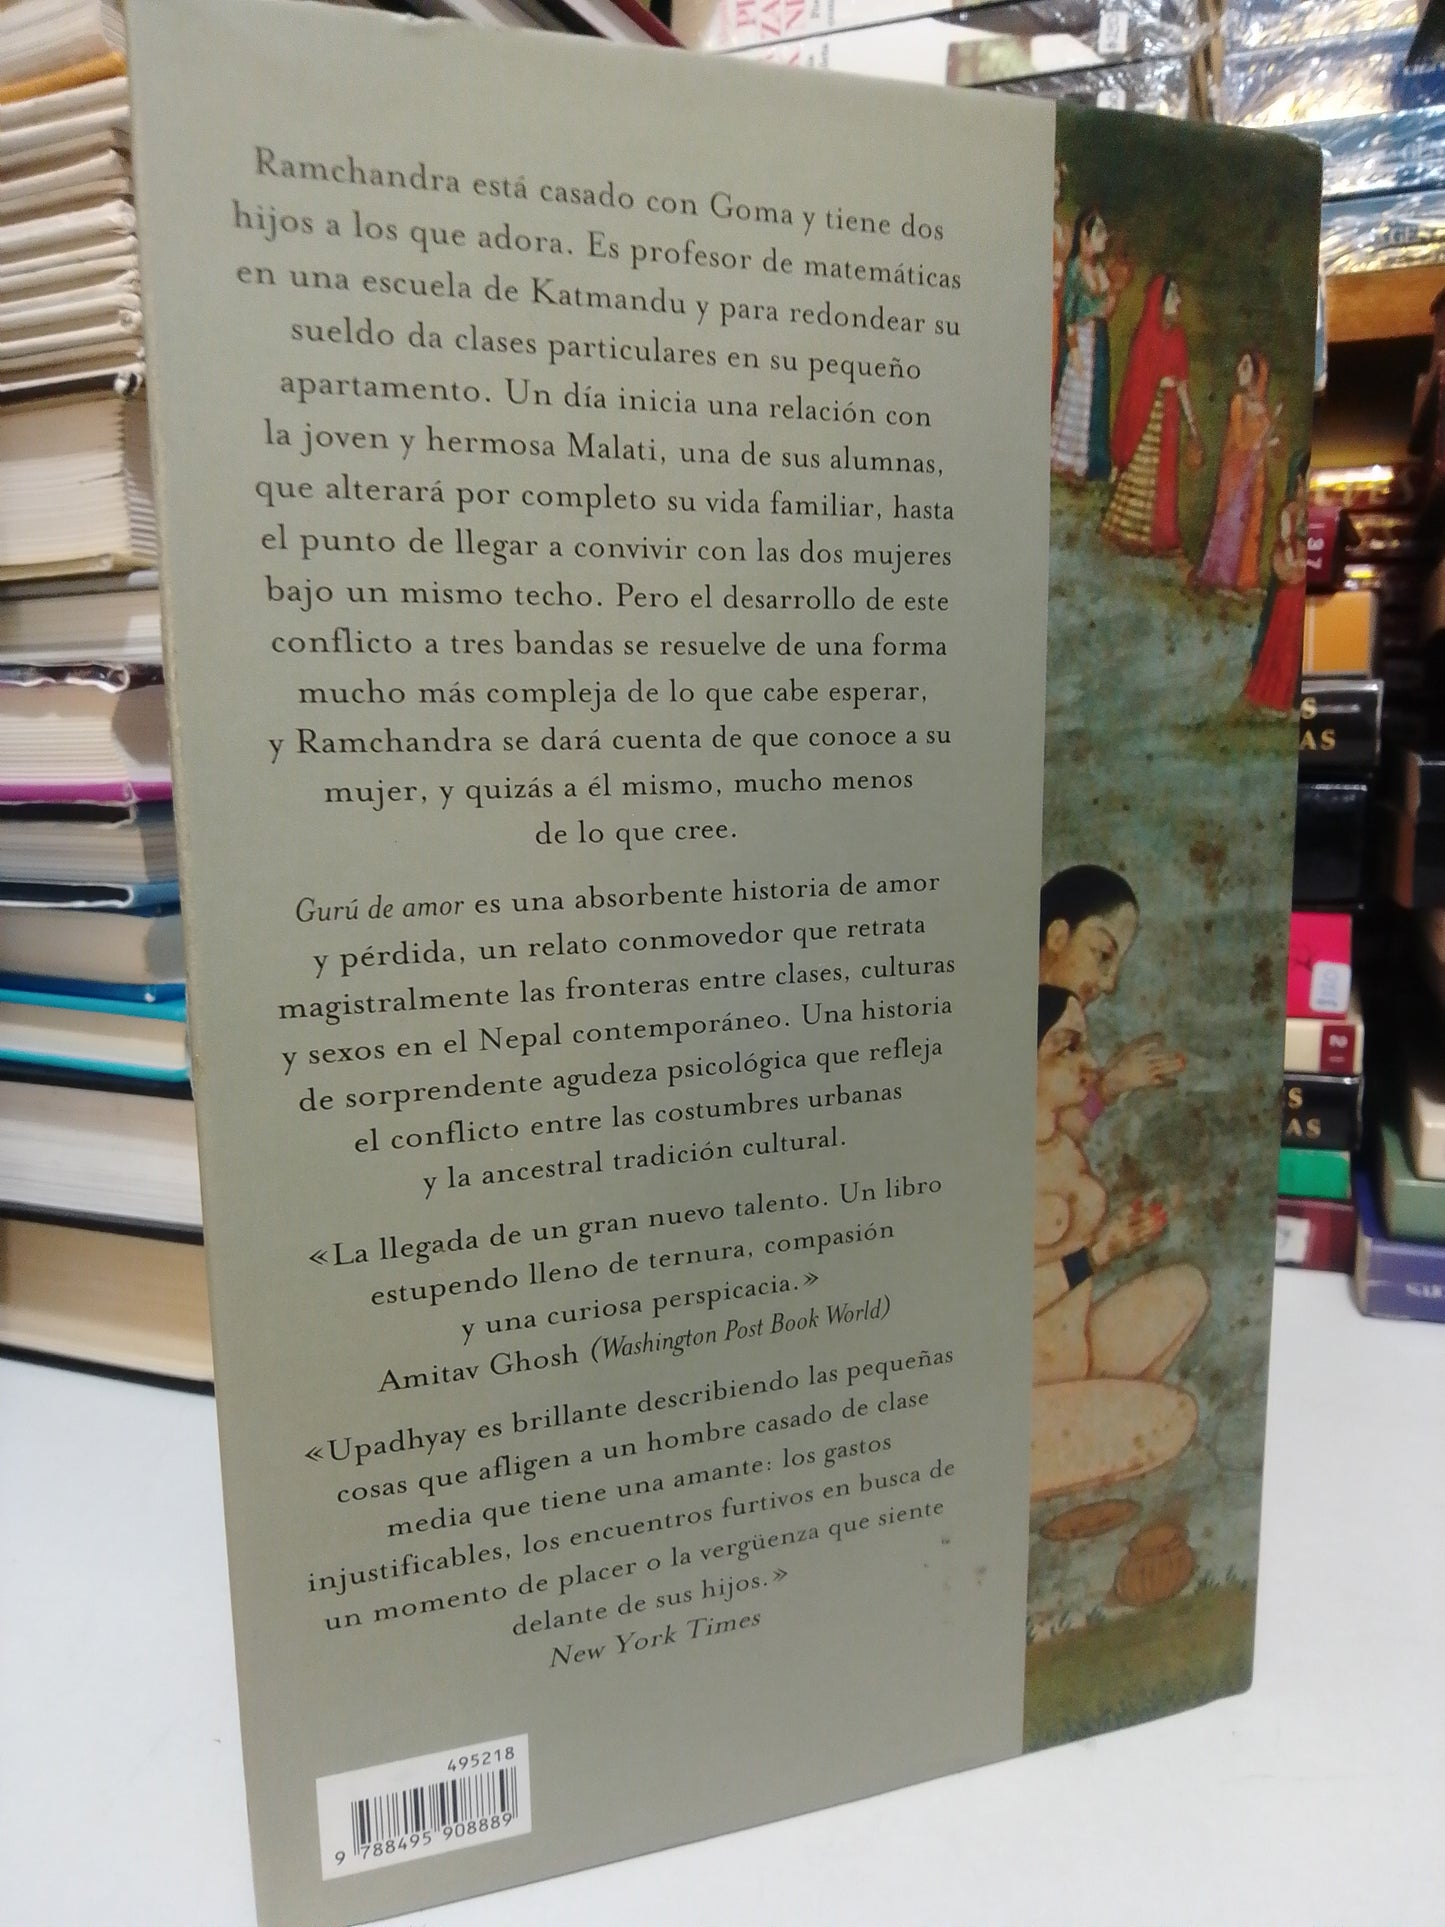 Ramchandra está casado con Goma y tiene dos
hijos a los que adora. Es profesor de matemáticas
en una escuela de Katmandu y para redondear su
sueldo da clases particulares en su pequeño
apartamento. Un día inicia una relación con
la joven y hermosa Malati, una de sus alumnas,
que alterará por completo su vida familiar, hasta
el punto de llegar a convivir con las dos mujeres
bajo un mismo techo. Pero el desarrollo de este
conflicto a tres bandas se resuelve de una forma
mucho más compleja de lo que cabe esperar,
y Ramchandra se dará cuenta de que conoce a su
mujer, y quizás a él mismo, mucho menos
de lo que cree.
Gurú de amor es una absorbente historia de amor
y pérdida, un relato conmovedor que retrata
magistralmente las fronteras entre clases, culturas
y sexos en el Nepal contemporáneo. Una historia
de sorprendente agudeza psicológica que refleja
el conflicto entre las costumbres urbanas
y la ancestral tradición cultural.
«La llegada de un gran nuevo talento. Un libro
estupendo lleno de ternura, compasión
y una curiosa perspicacia.»
Amitav Ghosh (Washington Post Book World)
«Upadhyay es brillante describiendo las pequeñas
cosas que afligen a un hombre casado de clase
media que tiene una amante: los gastos
injustificables, los encuentros furtivos en busca de
un momento de placer o la vergüenza que siente
delante de sus hijos.»
New York Times
495218
9 788495 908889
S
AS
S
AS